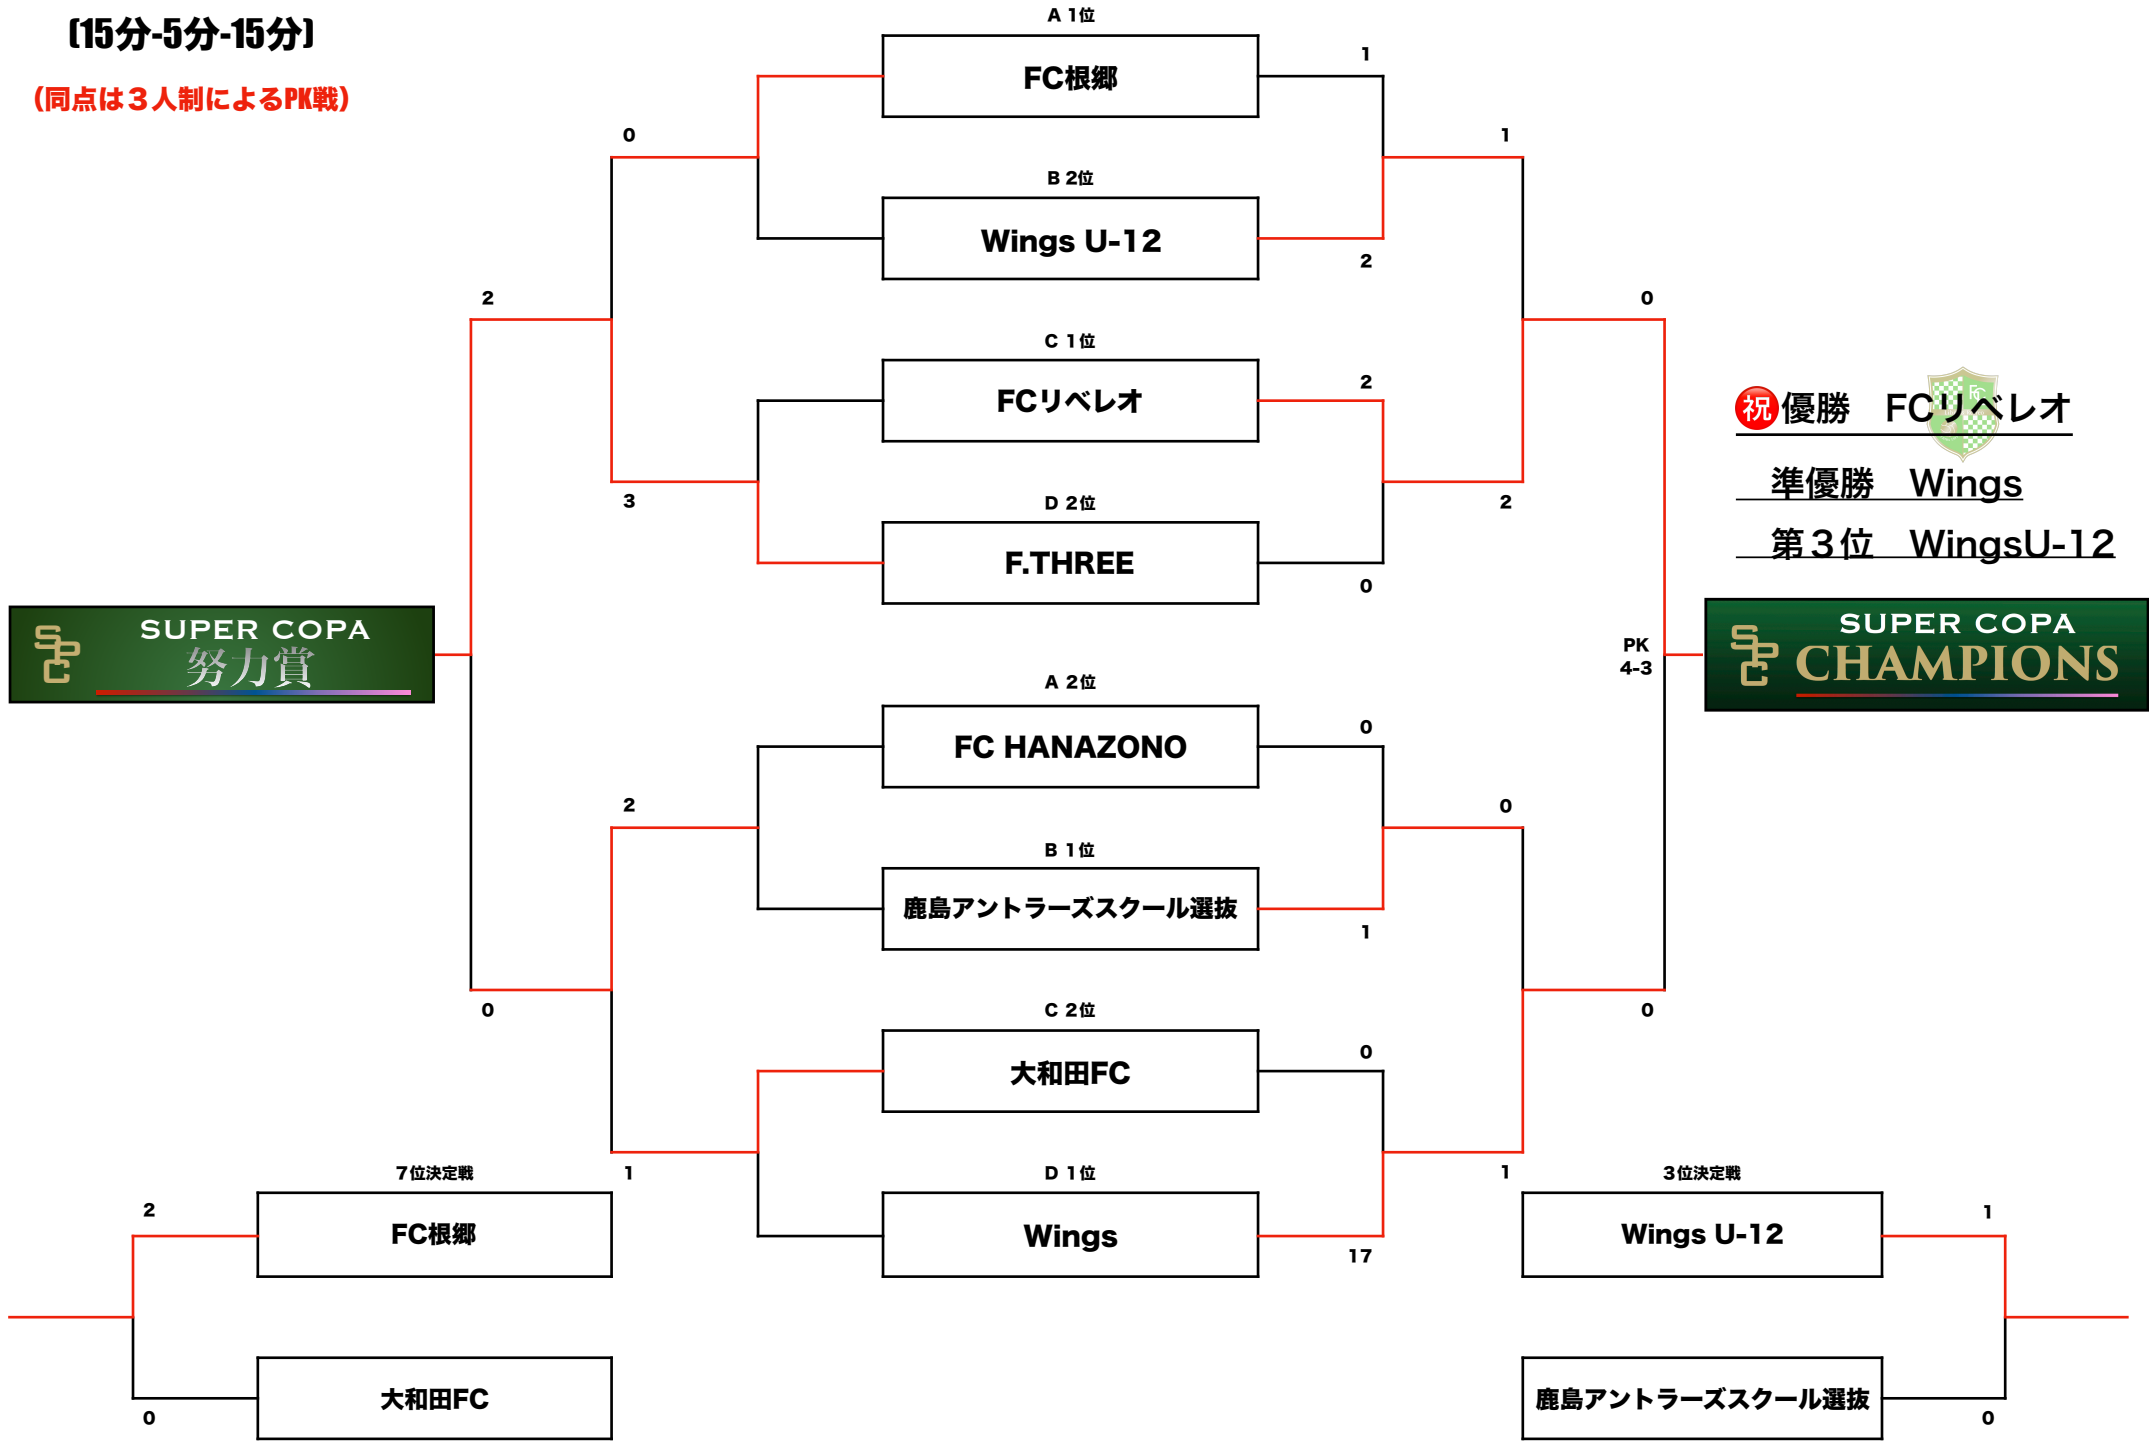 (15分-5分-15分)
(同点は３人制によるPK戦)
A 1位
FC根郷
1
0
1
B 2位
Wings U-12
2
2
0
C 1位
FCリベレオ
2
㊗優勝　FCリベレオ
準優勝　Wings
第３位　WingsU-12
3
D 2位
F.THREE
2
0
SPC
SUPER COPA
努力賞
PK
4-3
SPC
SUPER COPA
CHAMPIONS
A 2位
FC HANAZONO
0
2
0
B 1位
鹿島アントラーズスクール選抜
1
0
0
C 2位
大和田FC
0
1
D 1位
Wings
17
1
7位決定戦
2
FC根郷
大和田FC
0
3位決定戦
Wings U-12
1
鹿島アントラーズスクール選抜
0